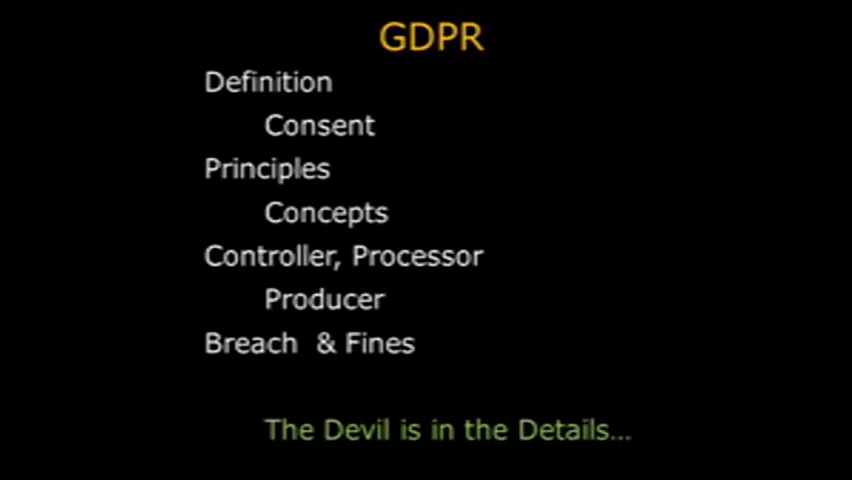 GDPR
Definition
Consent
Principles
Concepts
Controller, Processor
Producer
Breach & Fines
The Devil is in the Details...